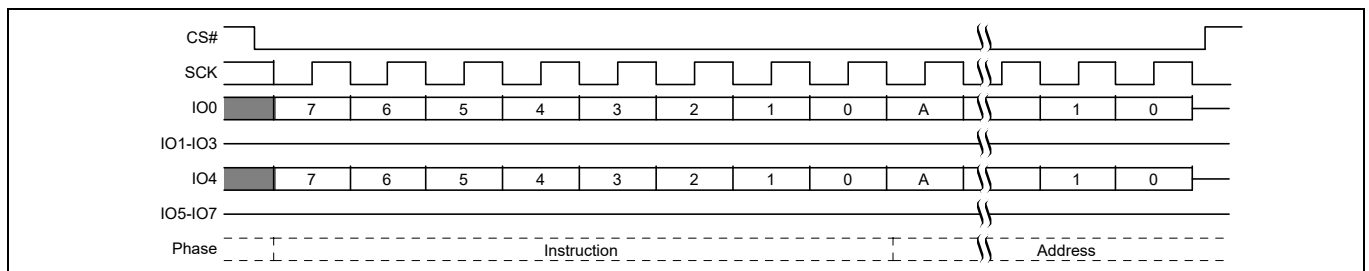 CS#
SCK
IO0 7 6 5 4 3 2 1 0 A 1 0
IO1-IO3
IO4 7 6 5 4 3 2 1 0 A 1 0
IO5-IO7
Phase Instruction Address